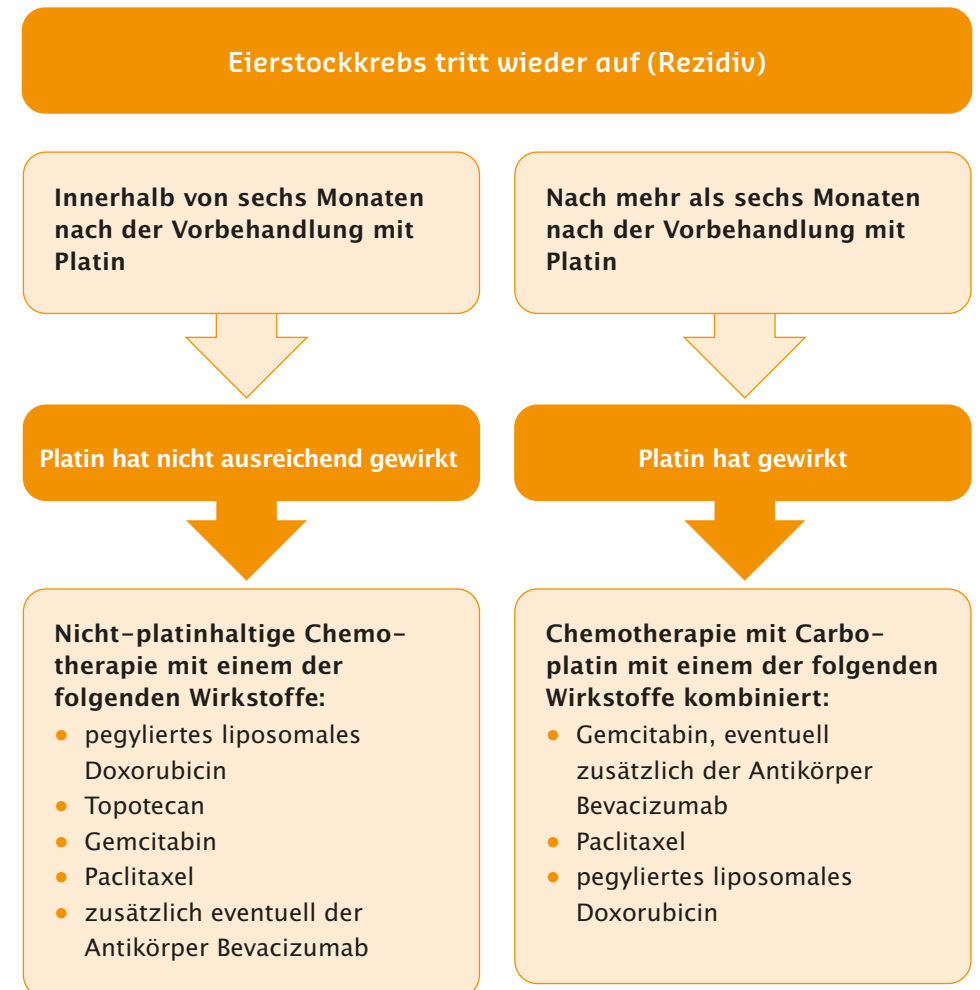 Eierstockkrebs tritt wieder auf (Rezidiv)
Innerhalb von sechs Monaten
nach der Vorbehandlung mit
Platin
Platin hat nicht ausreichend gewirkt
Nicht-platinhaltige Chemo-
therapie mit einem der
folgenden Wirkstoffe:
• pegyliertes liposomales
Doxorubicin
• Topotecan
• Gemcitabin
• Paclitaxel
• zusätzlich eventuell der
Antikörper Bevacizumab
Nach mehr als sechs Monaten
nach der Vorbehandlung mit
Platin
Platin hat gewirkt
Chemotherapie mit Carbo-
platin mit einem der folgenden
Wirkstoffe kombiniert:
• Gemcitabin, eventuell
zusätzlich der Antikörper
Bevacizumab
• Paclitaxel
• pegyliertes liposomales
Doxorubicin